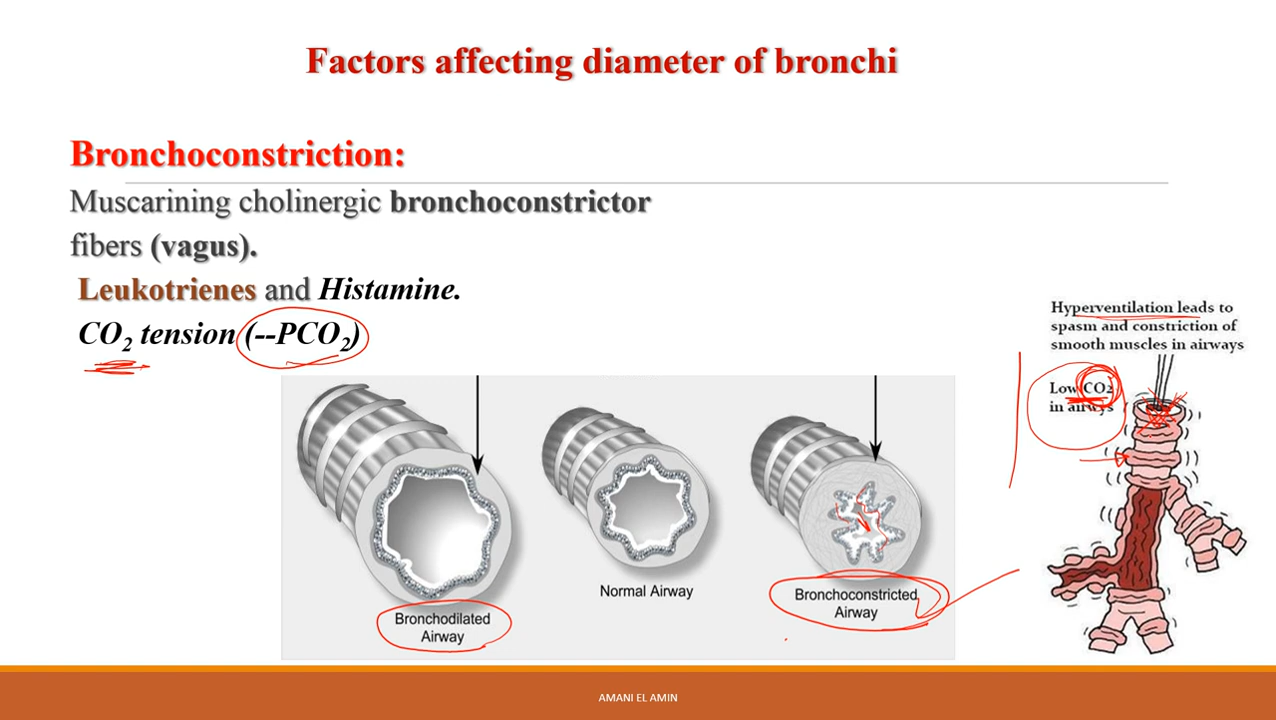 Factors affecting diameter of bronchi
Bronchoconstriction:
Muscarining cholinergic bronchoconstrictor
fibers (vagus).
Leukotrienes and Histamine.
CO₂ tension (--PCO₂)
Hyperventilation leads to
spasm and constriction of
smooth muscles in airways
Low CO₂
in airways
Bronchodilated
Airway
Normal Airway
Bronchoconstricted
Airway
AMANI EL AMIN